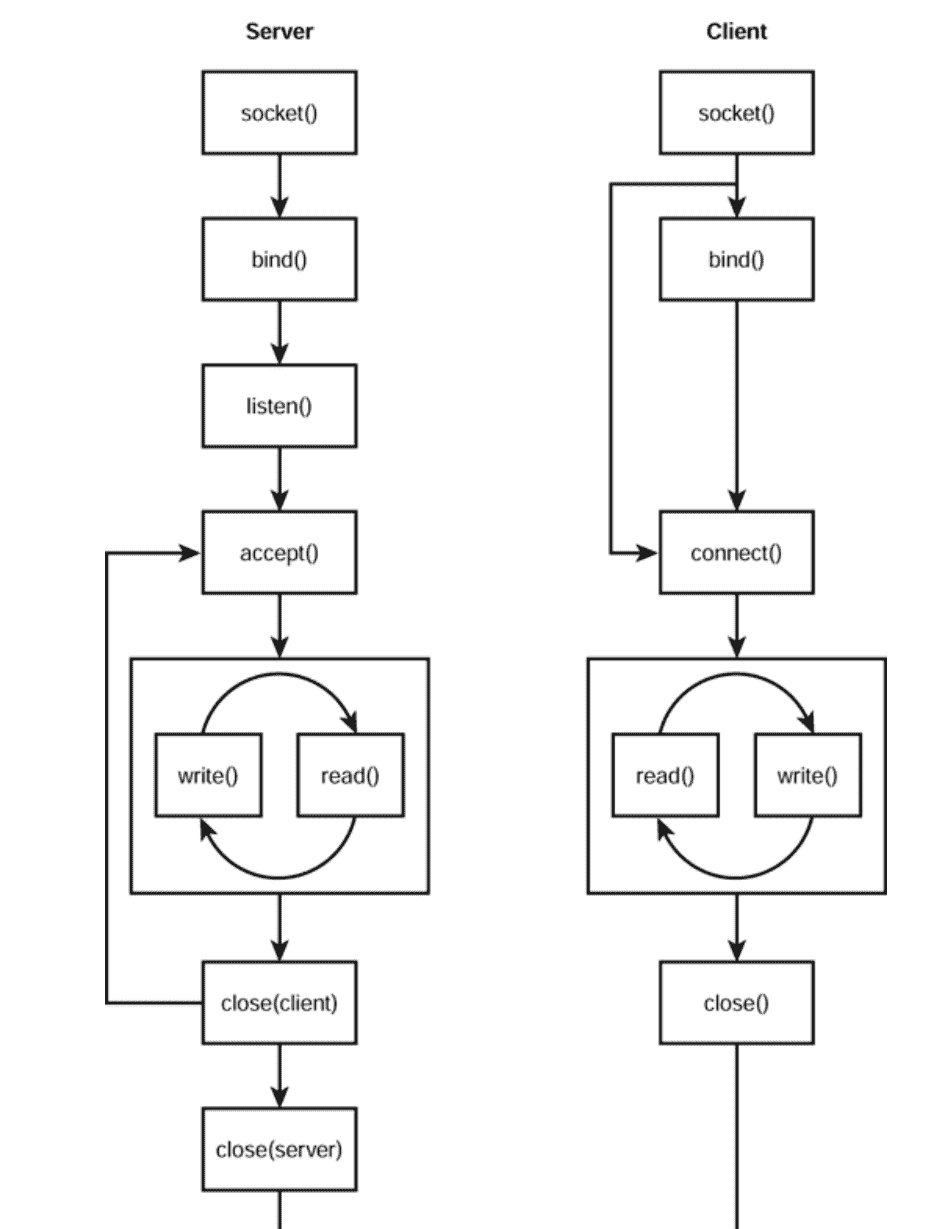 Server
socket()
bind()
listen()
accept()
write()
read()
close(client)
close(server)
Client
socket()
bind()
connect()
read()
write()
close()